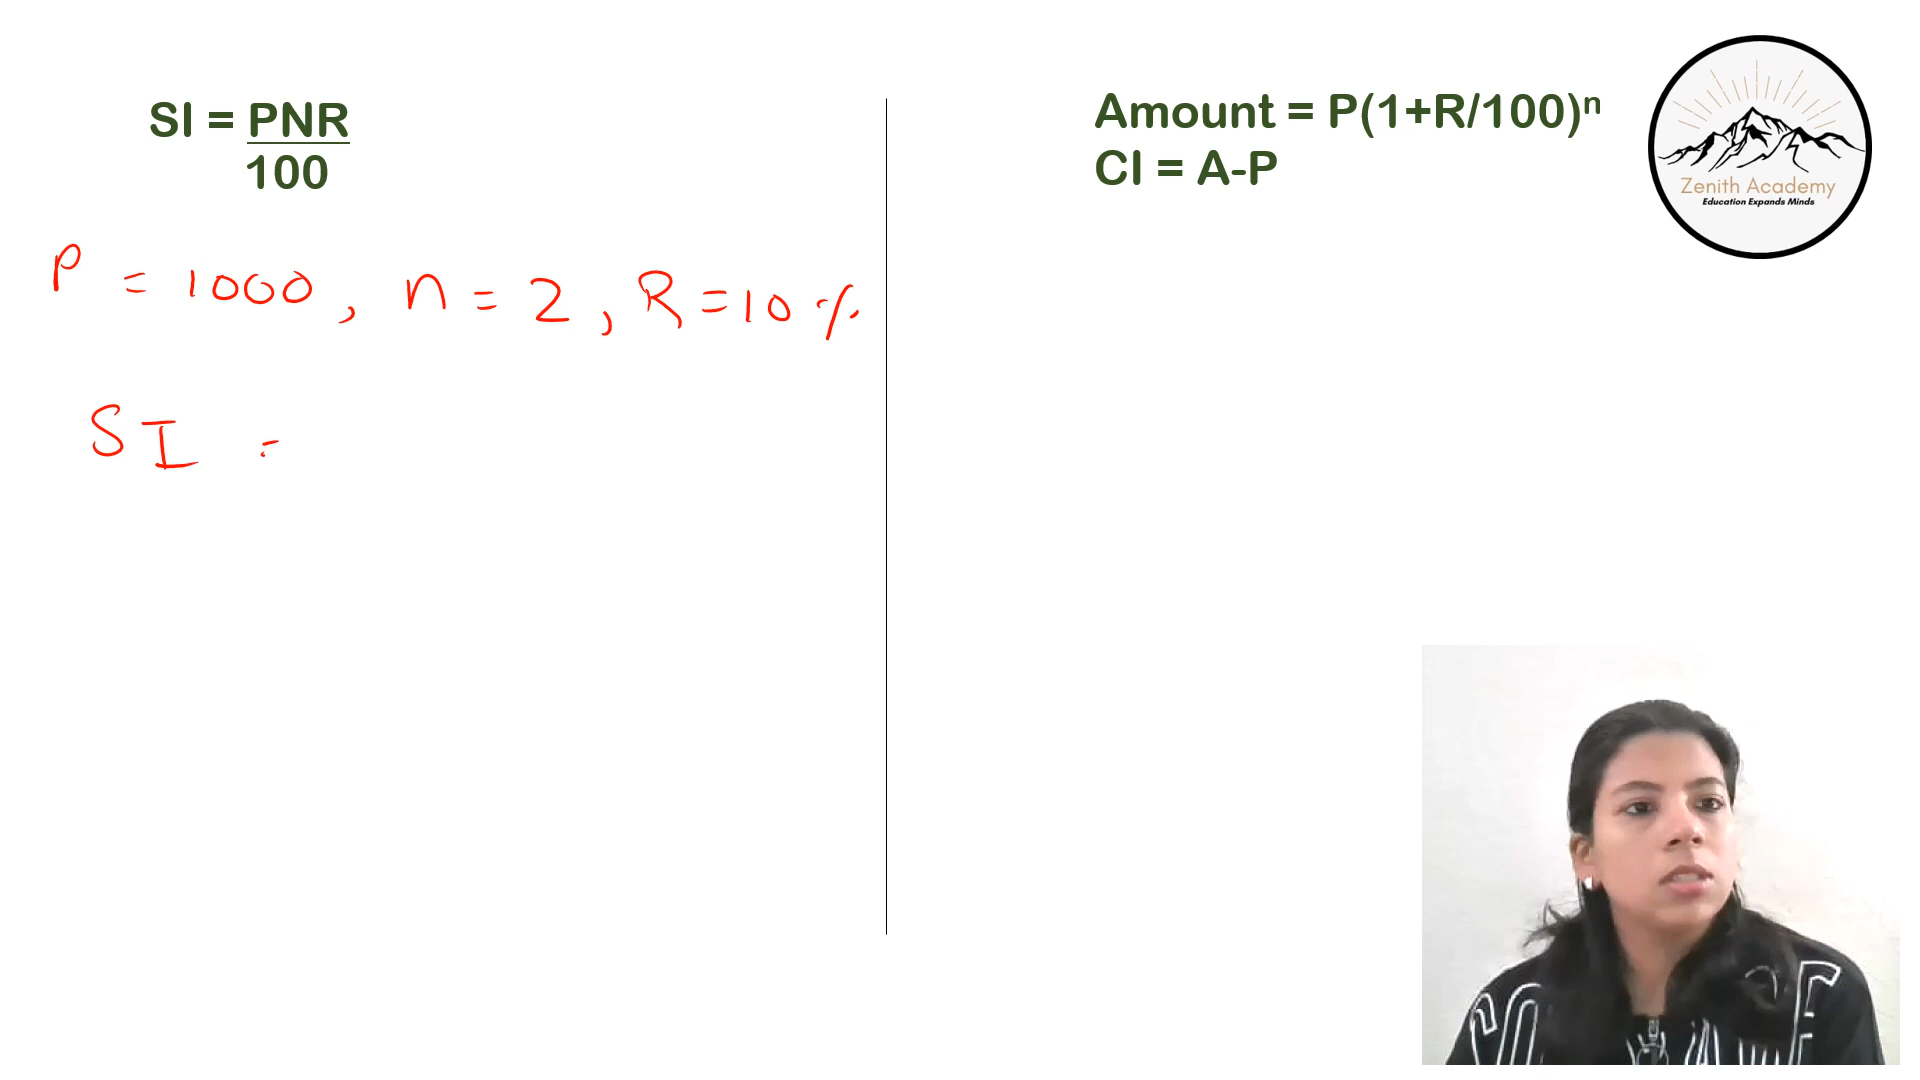 SI = PNR
100
P = 1000, n = 2, R = 10 %
SI =
Amount = P(1+R/100)ⁿ
CI = A-P
Zenith Academy
Education Expands Minds